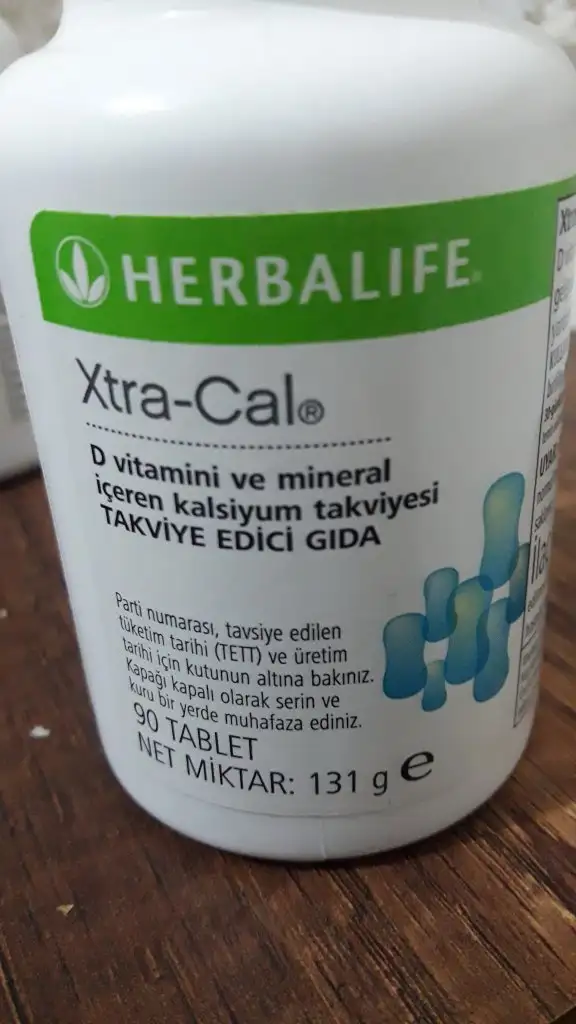 HERBALIFE
Xtra-Cal®
D vitamini ve mineral
içeren kalsiyum takviyesi
TAKVİYE EDİCİ GIDA
Parti numarası, tavsiye edilen
tüketim tarihi (TETT) ve üretim
tarihi için kutunun altına bakınız.
Kapağı kapalı olarak serin ve
kuru bir yerde muhafaza ediniz.
90 TABLET
NET MİKTAR: 131 g e